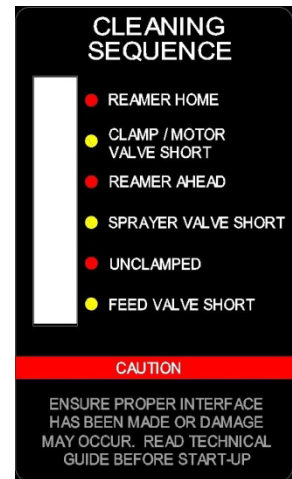 CLEANING
SEQUENCE
REAMER HOME
CLAMP / MOTOR
VALVE SHORT
REAMER AHEAD
SPRAYER VALVE SHORT
UNCLAMPED
FEED VALVE SHORT
CAUTION
ENSURE PROPER INTERFACE
HAS BEEN MADE OR DAMAGE
MAY OCCUR. READ TECHNICAL
GUIDE BEFORE START-UP